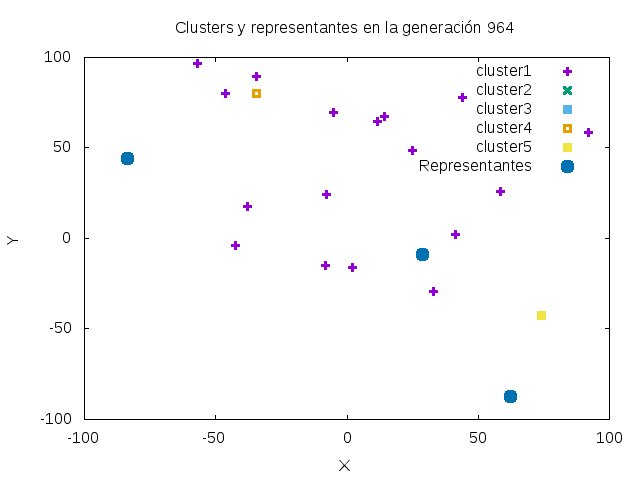 Clusters y representantes en la generación 964
100
50
0
-50
-100
-100
-50
0
50
100
Y
X
cluster1
cluster2
cluster3
cluster4
cluster5
Representantes